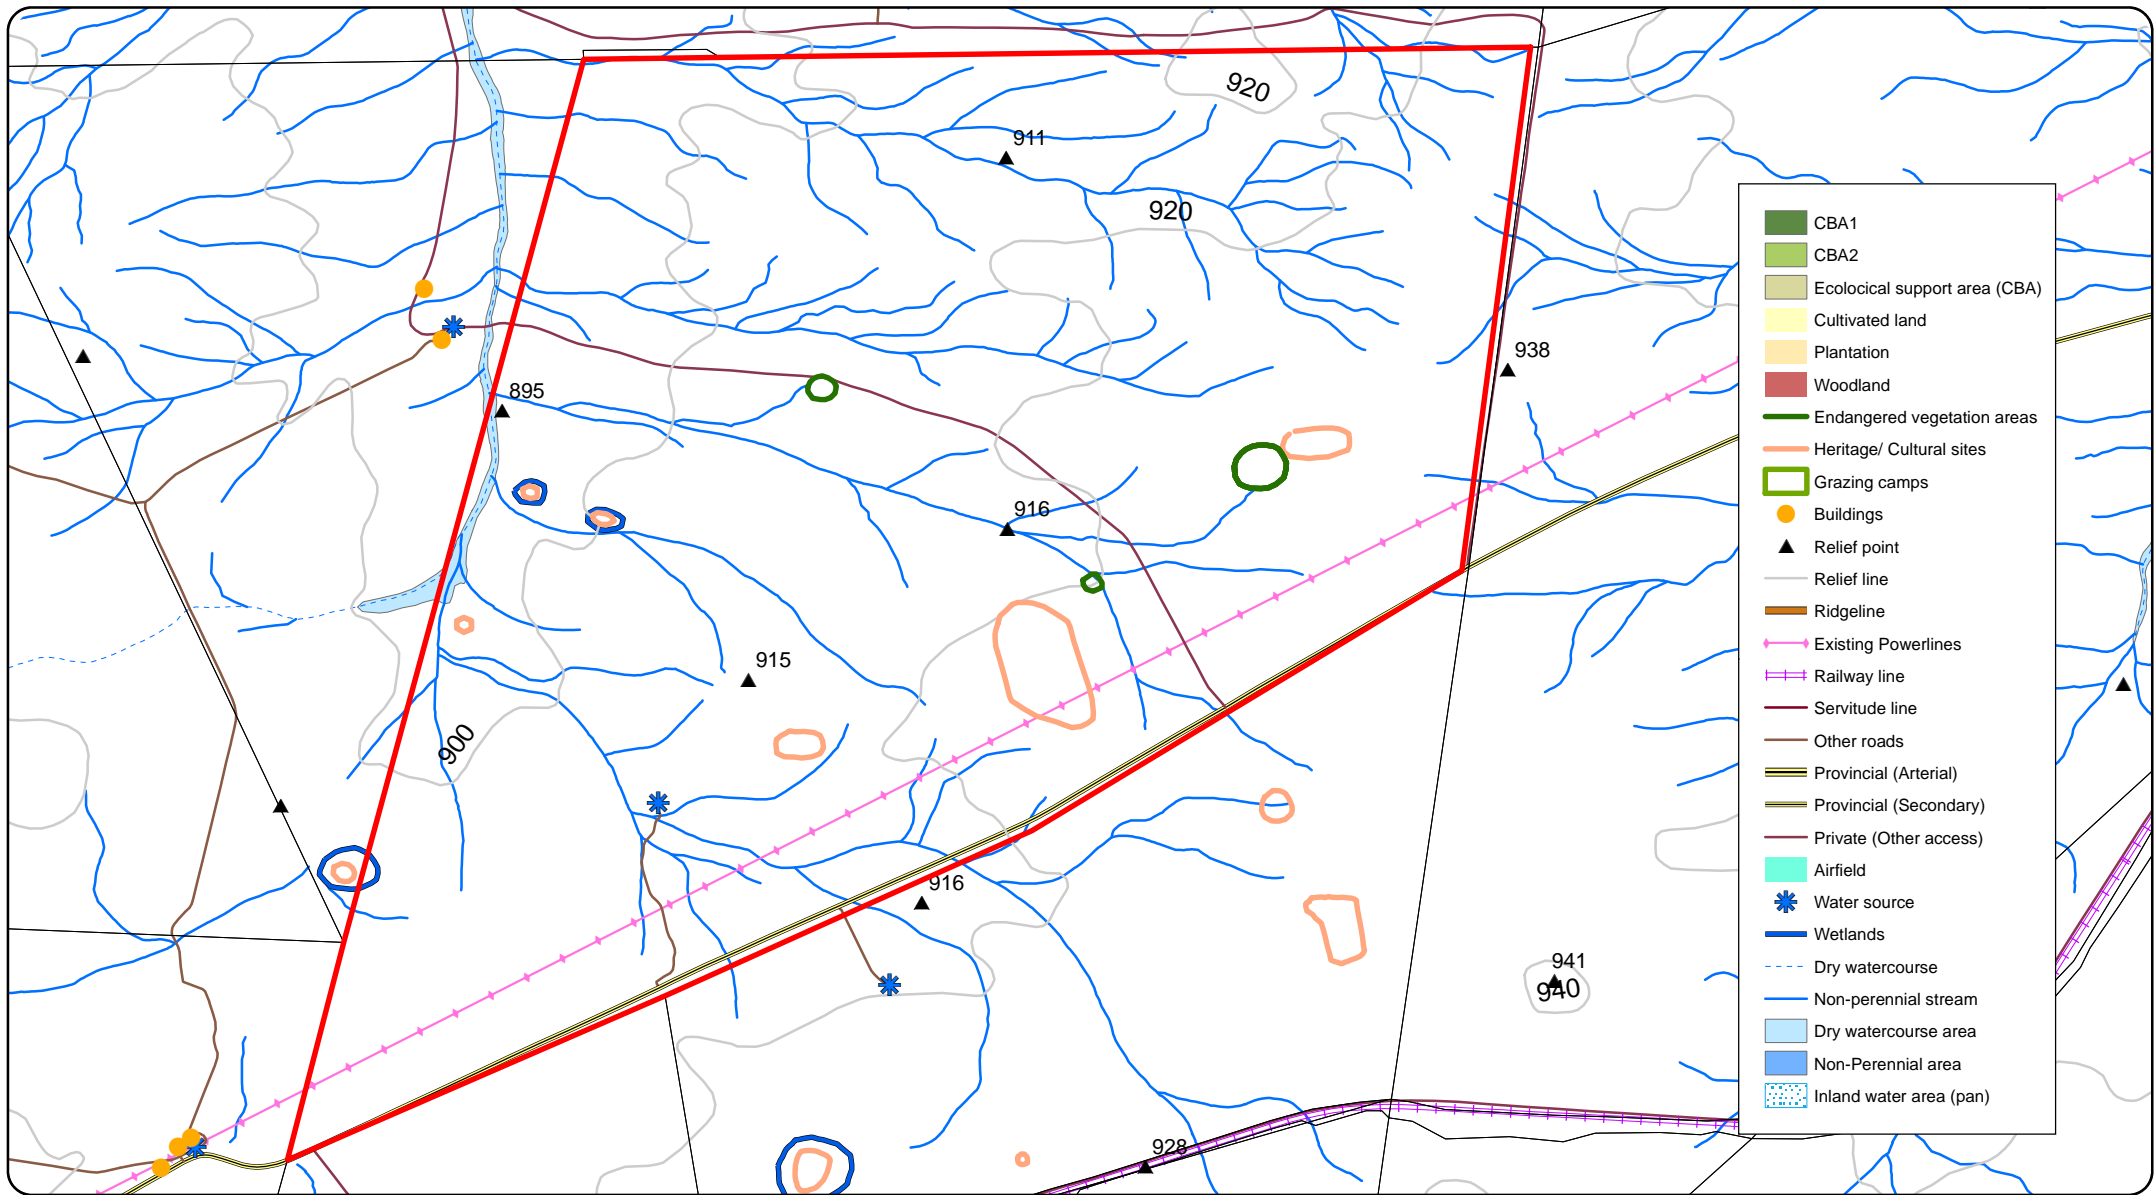 920
911
920
938
895
916
915
900
916
941
940
928
CBA1
CBA2
Ecolocical support area (CBA)
Cultivated land
Plantation
Woodland
Endangered vegetation areas
Heritage/ Cultural sites
Grazing camps
Buildings
Relief point
Relief line
Ridgeline
Existing Powerlines
Railway line
Servitude line
Other roads
Provincial (Arterial)
Provincial (Secondary)
Private (Other access)
Airfield
Water source
Wetlands
Dry watercourse
Non-perennial stream
Dry watercourse area
Non-Perennial area
Inland water area (pan)